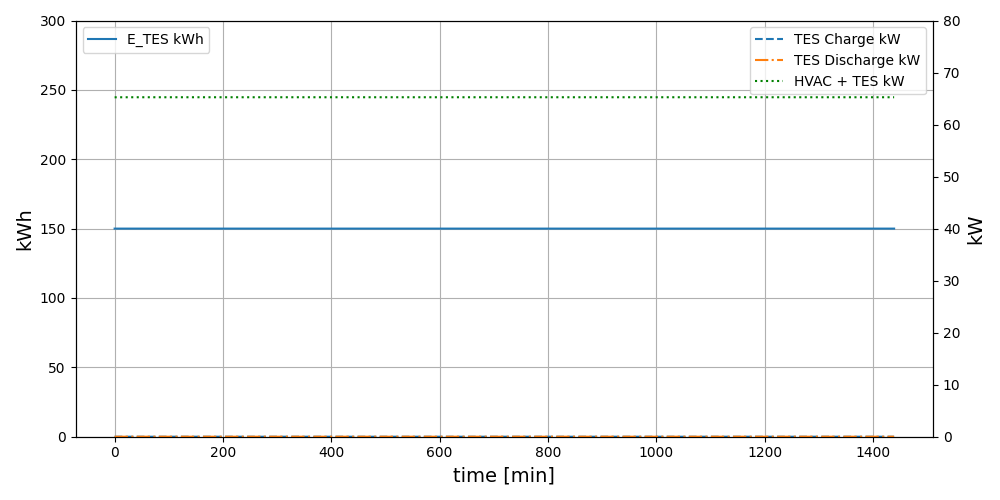 E_TES kWh
TES Charge kW
TES Discharge kW
HVAC + TES kW
300
250
200
150
100
50
0
kWh
80
70
60
50
40
30
20
10
0
kW
0 200 400 600 800 1000 1200 1400
time [min]